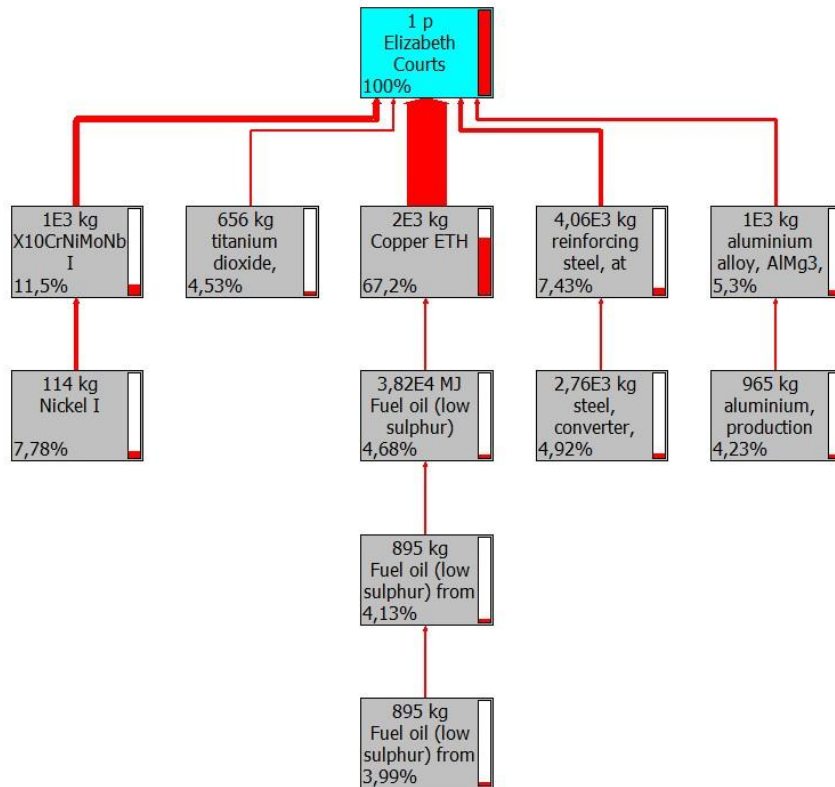 1 p
Elizabeth
Courts
100%
1E3 kg
X10CrNiMoNb
I
11,5%
656 kg
titanium
dioxide,
4,53%
2E3 kg
Copper ETH
67,2%
4,06E3 kg
reinforcing
steel, at
7,43%
1E3 kg
aluminium
alloy, AlMg3,
5,3%
114 kg
Nickel I
7,78%
3,82E4 MJ
Fuel oil (low
sulphur)
4,68%
2,76E3 kg
steel,
converter,
4,92%
965 kg
aluminium,
production
4,23%
895 kg
Fuel oil (low
sulphur) from
4,13%
895 kg
Fuel oil (low
sulphur) from
3,99%